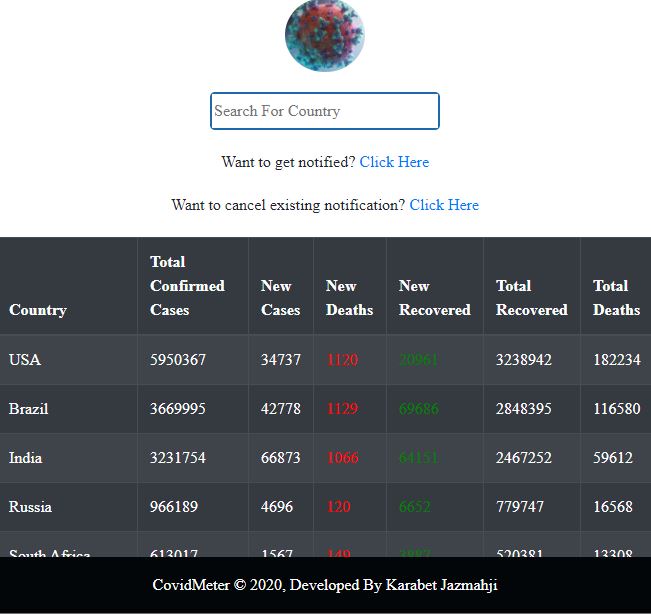 Search For Country
Want to get notified? Click Here
Want to cancel existing notification? Click Here
Country Total Confirmed Cases New Cases New Deaths New Recovered Total Recovered Total Deaths
USA 5950367 34737 1120 20961 3238942 182234
Brazil 3669995 42778 1129 69686 2848395 116580
India 3231754 66873 1066 64151 2467252 59612
Russia 966189 4696 120 6652 779747 16568
South Africa 613017 1567 149 3887 520381 13308
CovidMeter © 2020, Developed By Karabet Jazmahji